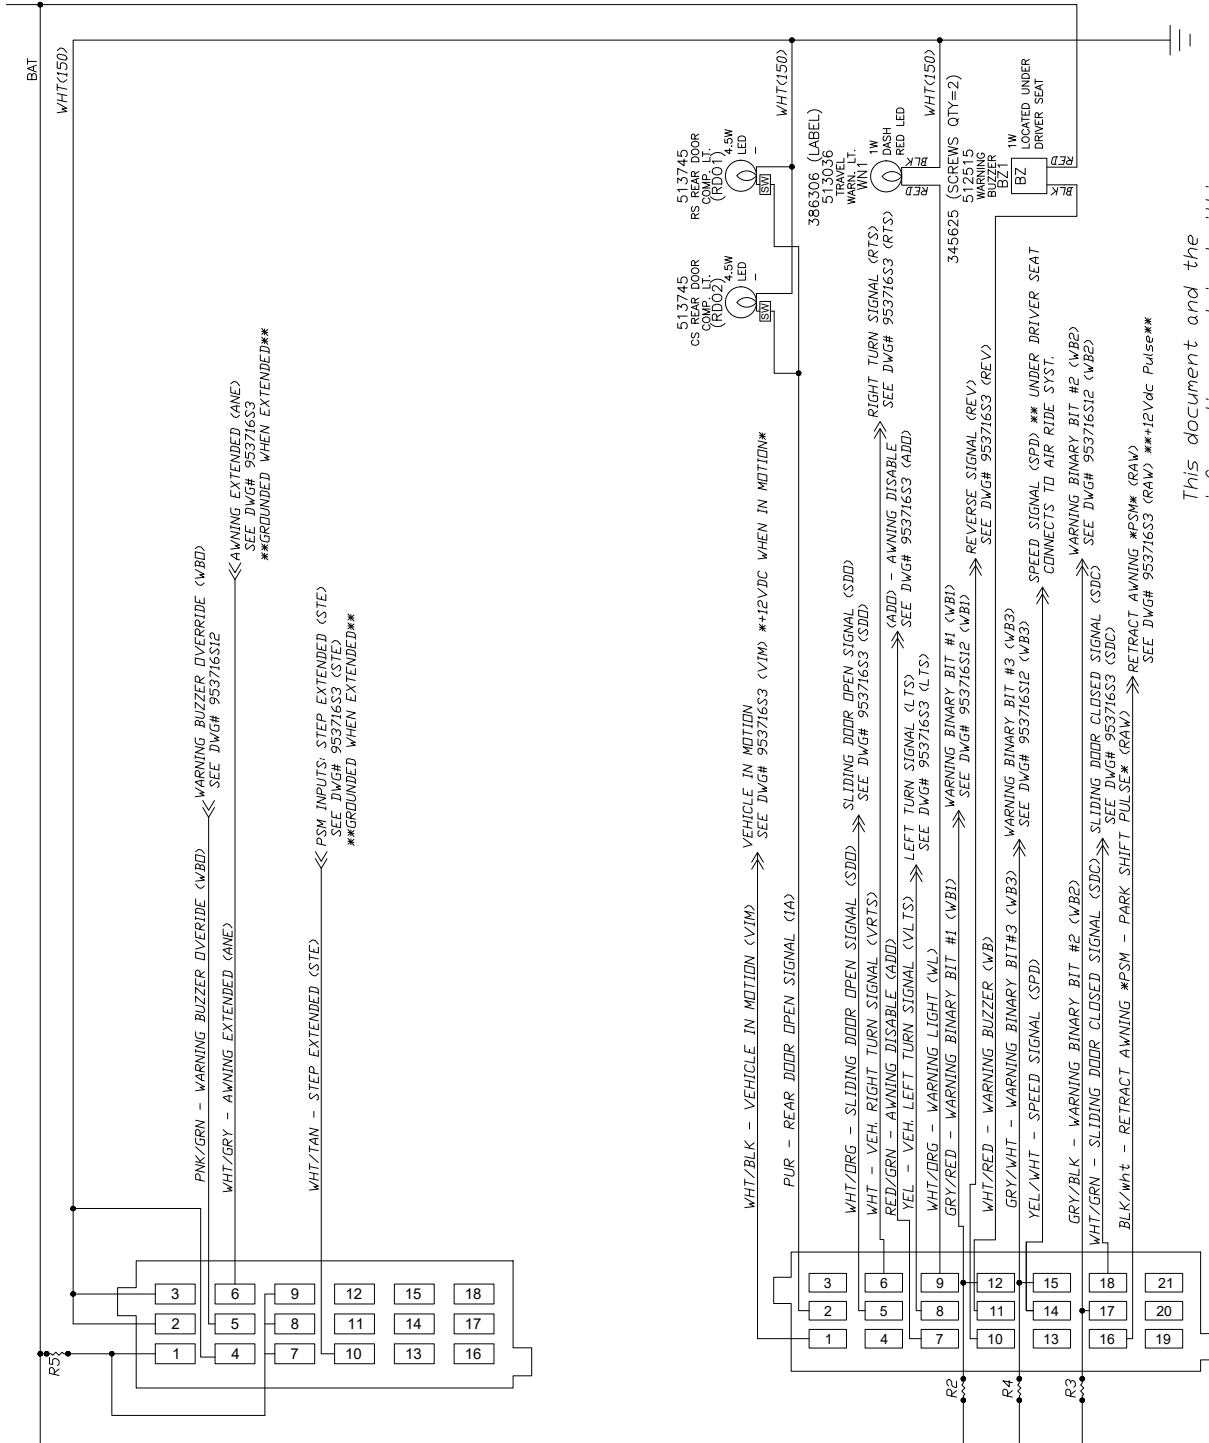 BAT
WHT(150)
PNK/GRN - WARNING BUZZER OVERIDE (WBO)
WARNING BUZZER OVERRIDE (WBO)
SEE DWG# 953716S12
WHT/GRY - AWNING EXTENDED (ANE)
AWNING EXTENDED (ANE)
SEE DWG# 953716S3
**GROUNDED WHEN EXTENDED**
WHT/TAN - STEP EXTENDED (STE)
PSM INPUTS: STEP EXTENDED (STE)
SEE DWG# 953716S3 (STE)
**GROUNDED WHEN EXTENDED**
R5
3 6 9 12 15 18
2 5 8 11 14 17
1 4 7 10 13 16
513745
RS REAR DOOR
COMP. LT.
(RD01)
4.5W
LED
-
SW
513745
CS REAR DOOR
COMP. LT.
(RD02)
4.5W
LED
-
SW
WHT(150)
386306 (LABEL)
513036
TRAVEL
WARN. LT.
WN1
1W
DASH
RED LED
BLK
RED
WHT(150)
345625 (SCREWS QTY=2)
512515
WARNING
BUZZER
BZ1
BZ
1W
LOCATED UNDER
DRIVER SEAT
RED
BLK
WHT/BLK - VEHICLE IN MOTION (VIM)
VEHICLE IN MOTION
SEE DWG# 953716S3 (VIM) *+12VDC WHEN IN MOTION*
PUR - REAR DOOR OPEN SIGNAL (1A)
WHT/ORG - SLIDING DOOR OPEN SIGNAL (SDO)
SLIDING DOOR OPEN SIGNAL (SDO)
SEE DWG# 953716S3 (SDO)
WHT - VEH. RIGHT TURN SIGNAL (VRTS)
RIGHT TURN SIGNAL (RTS)
SEE DWG# 953716S3 (RTS)
RED/GRN - AWNING DISABLE (ADO)
(ADO) - AWNING DISABLE
SEE DWG# 953716S3 (ADO)
YEL - VEH. LEFT TURN SIGNAL (VLTS)
LEFT TURN SIGNAL (LTS)
SEE DWG# 953716S3 (LTS)
WHT/ORG - WARNING LIGHT (WL)
GRY/RED - WARNING BINARY BIT #1 (WB1)
WARNING BINARY BIT #1 (WB1)
SEE DWG# 953716S12 (WB1)
REVERSE SIGNAL (REV)
SEE DWG# 953716S3 (REV)
WHT/RED - WARNING BUZZER (WB)
GRY/WHT - WARNING BINARY BIT#3 (WB3)
WARNING BINARY BIT #3 (WB3)
SEE DWG# 953716S12 (WB3)
YEL/WHT - SPEED SIGNAL (SPD)
SPEED SIGNAL (SPD) ** UNDER DRIVER SEAT
CONNECTS TO AIR RIDE SYST.
GRY/BLK - WARNING BINARY BIT #2 (WB2)
WARNING BINARY BIT #2 (WB2)
SEE DWG# 953716S12 (WB2)
WHT/GRN - SLIDING DOOR CLOSED SIGNAL (SDC)
SLIDING DOOR CLOSED SIGNAL (SDC)
SEE DWG# 953716S3 (SDC)
BLK/wht - RETRACT AWNING *PSM - PARK SHIFT PULSE* (RAW)
RETRACT AWNING *PSM* (RAW)
SEE DWG# 953716S3 (RAW) **+12Vdc Pulse**
3 6 9 12 15 18 21
2 5 8 11 14 17 20
1 4 7 10 13 16 19
R2
R4
R3
This document and the